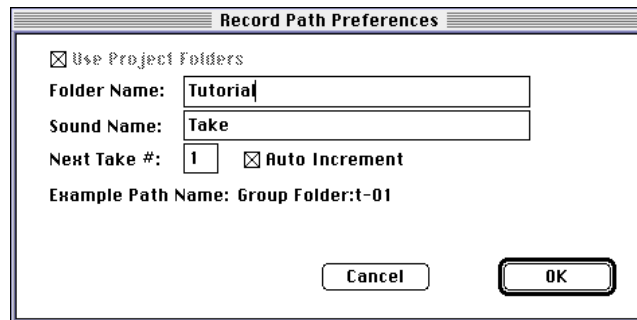 Record Path Preferences
Use Project Folders
Folder Name: Tutorial
Sound Name: Take
Next Take #: 1 Auto Increment
Example Path Name: Group Folder:t-01
Cancel OK